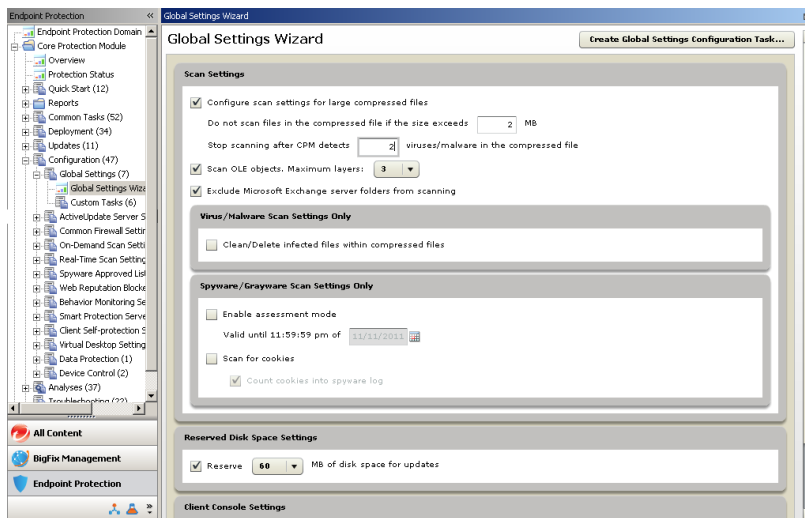 Endpoint Protection
Endpoint Protection Domain
Core Protection Module
Overview
Protection Status
Quick Start (12)
Reports
Common Tasks (52)
Deployment (34)
Updates (11)
Configuration (47)
Global Settings (7)
Global Settings Wiza
Custom Tasks (6)
ActiveUpdate Server S
Common Firewall Settin
On-Demand Scan Setti
Real-Time Scan Setting
Spyware Approved List
Web Reputation Blocke
Behavior Monitoring Se
Smart Protection Serve
Client Self-protection S
Virtual Desktop Setting
Data Protection (1)
Device Control (2)
Analyses (37)
Troubleshooting (22)
All Content
BigFix Management
Endpoint Protection
Global Settings Wizard
Global Settings Wizard
Create Global Settings Configuration Task...
Scan Settings
Configure scan settings for large compressed files
Do not scan files in the compressed file if the size exceeds 2 MB
Stop scanning after CPM detects 2 viruses/malware in the compressed file
Scan OLE objects. Maximum layers: 3
Exclude Microsoft Exchange server folders from scanning
Virus/Malware Scan Settings Only
Clean/Delete infected files within compressed files
Spyware/Grayware Scan Settings Only
Enable assessment mode
Valid until 11:59:59 pm of 11/11/2011
Scan for cookies
Count cookies into spyware log
Reserved Disk Space Settings
Reserve 60 MB of disk space for updates
Client Console Settings